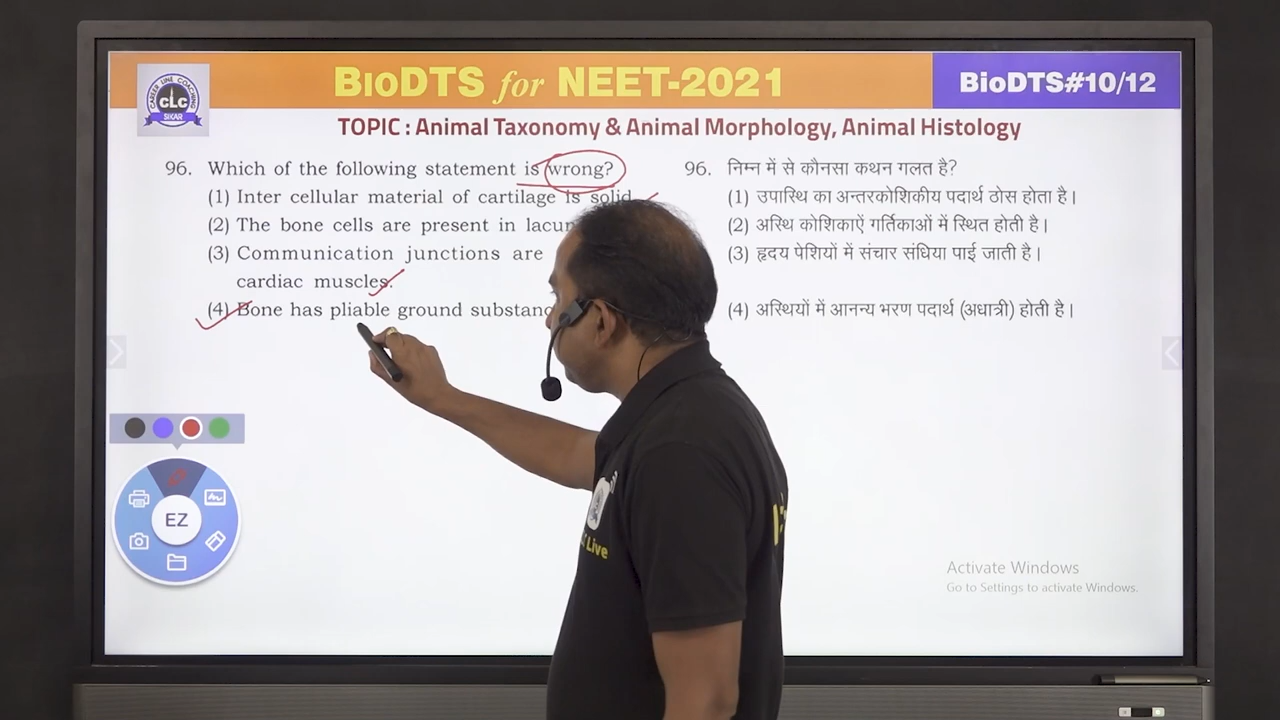 BIODTS for NEET-2021
BioDTS#10/12
CAREER LINE COACHING
CLC
SIKAR
TOPIC : Animal Taxonomy & Animal Morphology, Animal Histology
96. Which of the following statement is wrong?
(1) Inter cellular material of cartilage is solid
(2) The bone cells are present in
(3) Communication junctions are
cardiac muscles.
(4) Bone has pliable ground
96. निम्न में से कौनसा कथन गलत है?
(1) उपास्थि का अन्तरकोशिकीय पदार्थ ठोस होता है।
(2) अस्थि कोशिकाऐं गर्तिकाओं में स्थित होती है।
(3) हृदय पेशियों में संचार संधिया पाई जाती है।
(4) अस्थियों में आनन्य भरण पदार्थ (अधात्री) होती है।
EZ
Live
Activate Windows
Go to Settings to activate Windows.